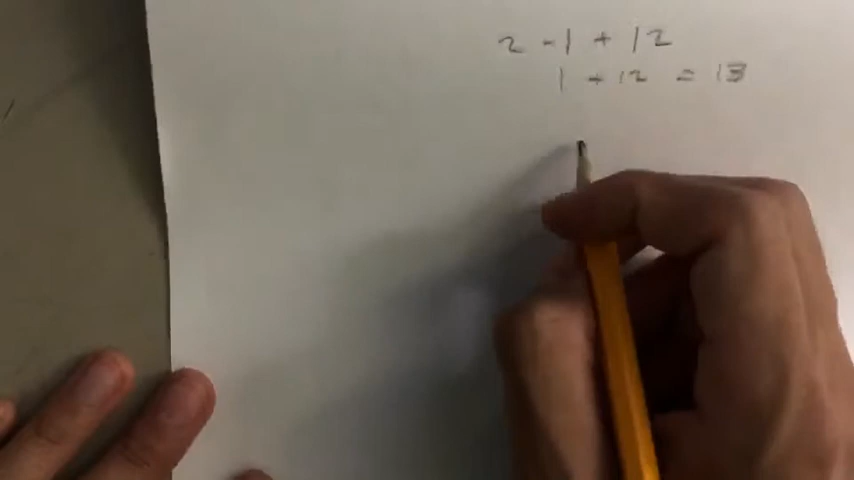 2 - 1 + 12
1 + 12 = 13